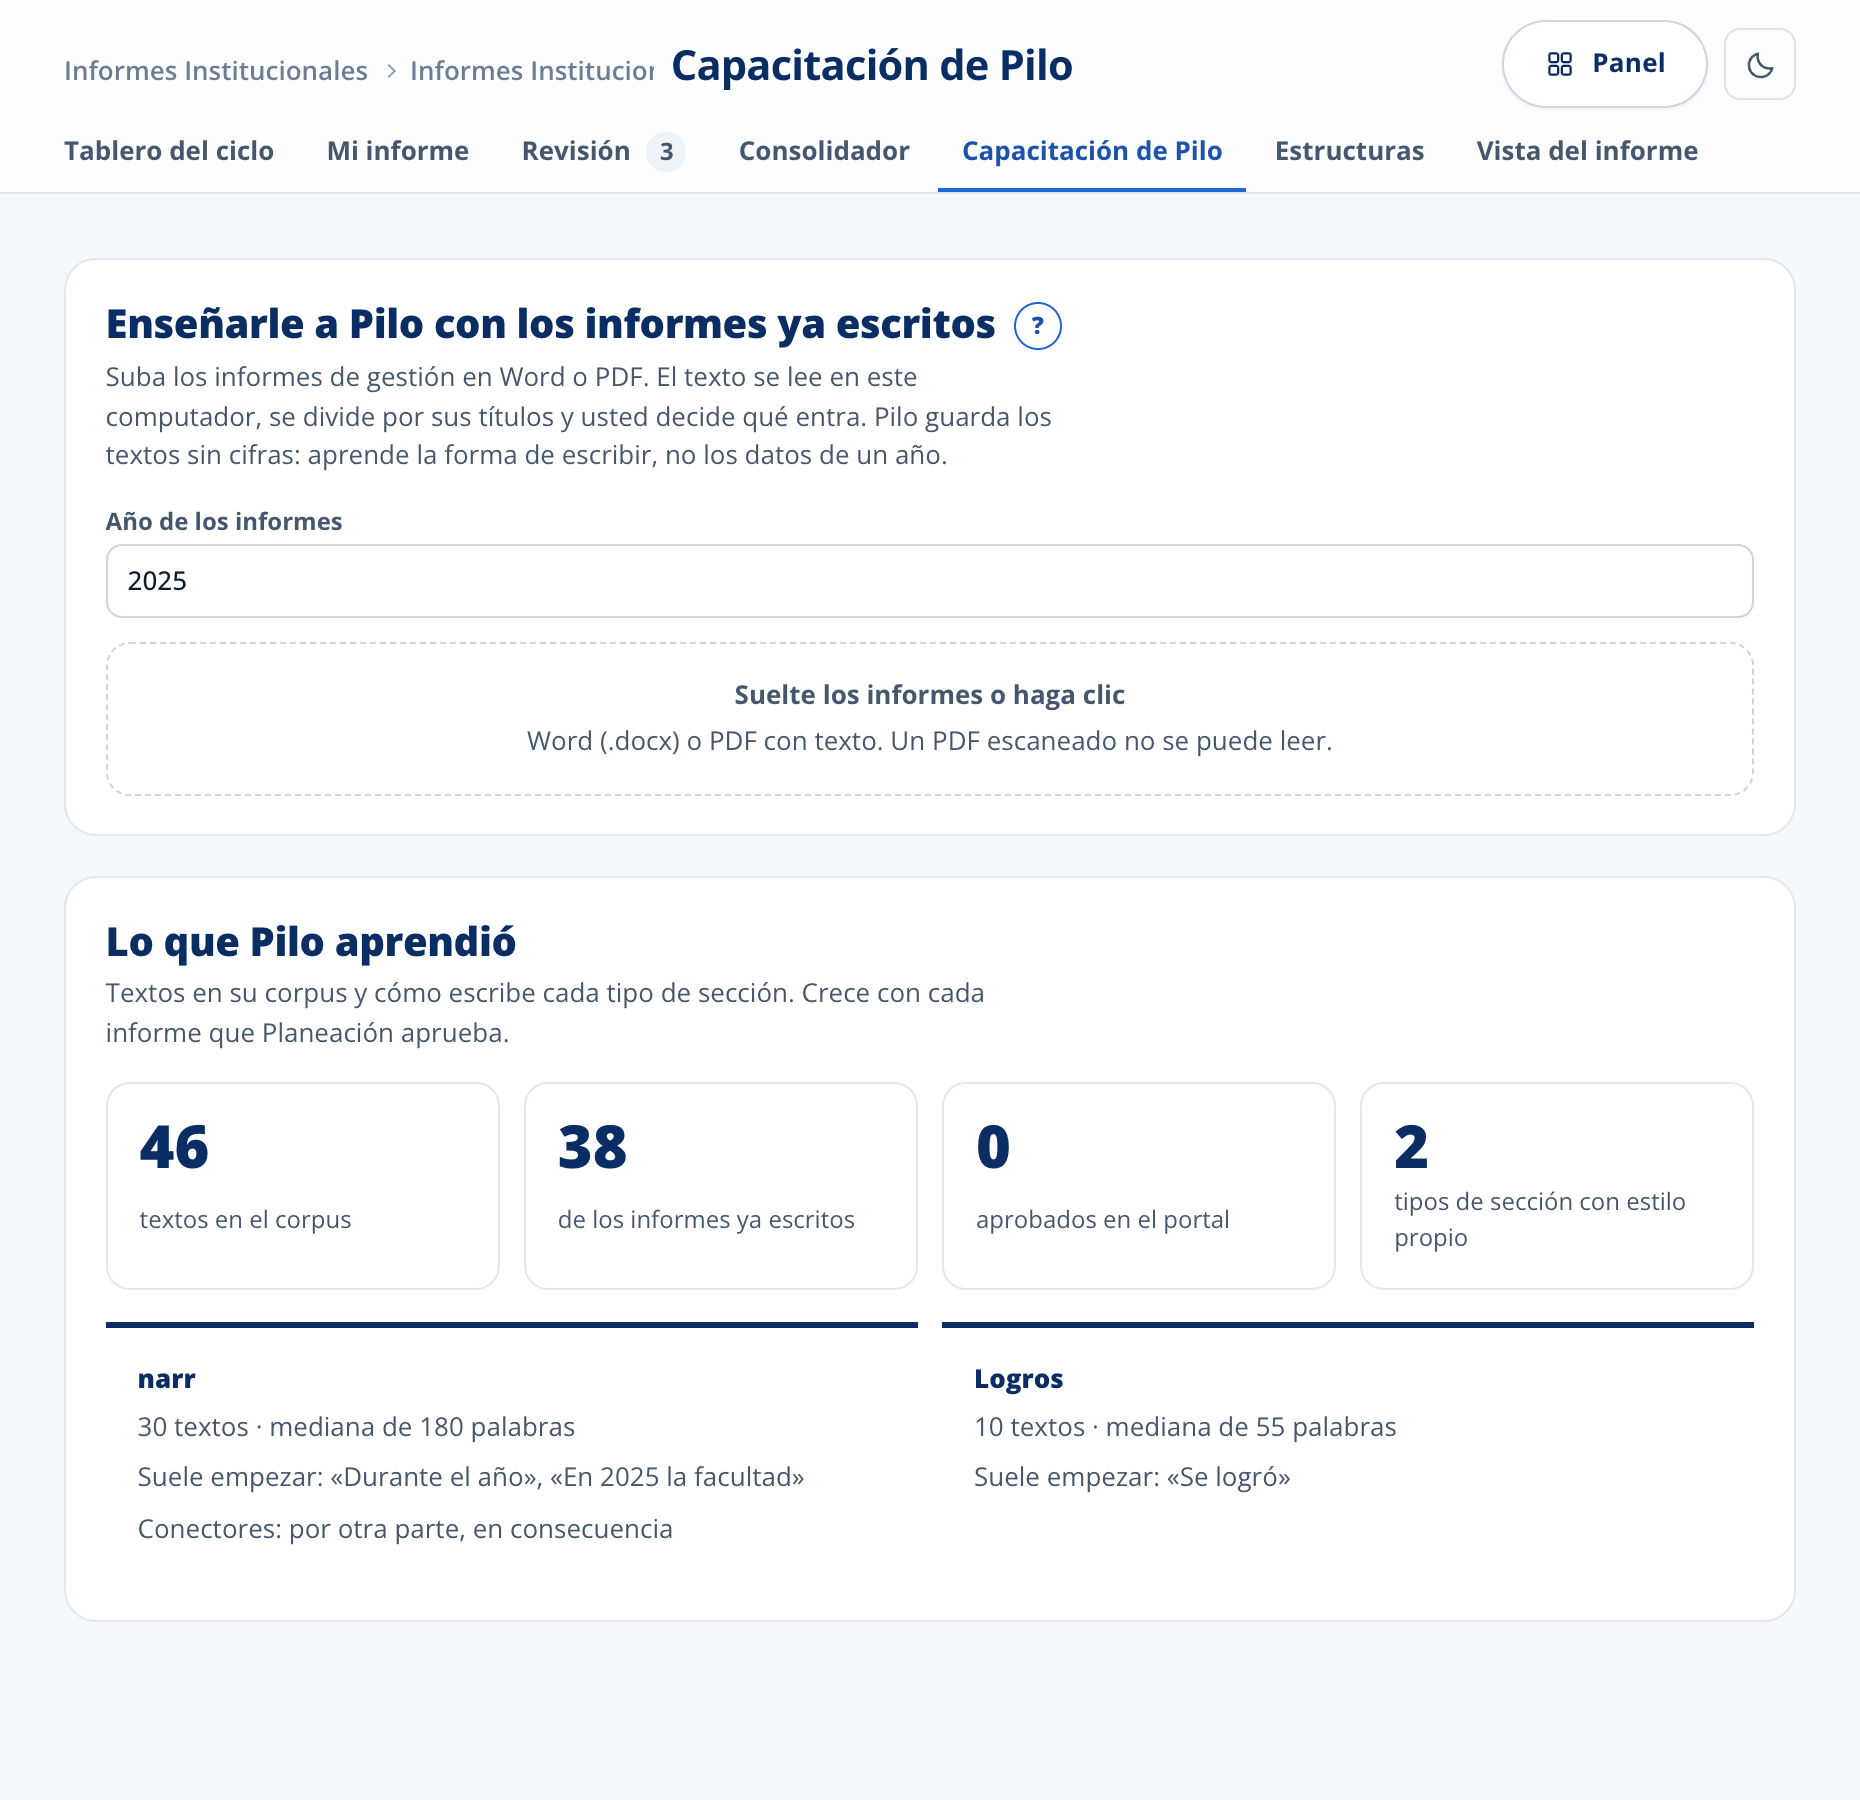 Informes Institucionales > Informes Institucior Capacitación de Pilo
Panel
Tablero del ciclo Mi informe Revisión 3 Consolidador Capacitación de Pilo Estructuras Vista del informe
Enseñarle a Pilo con los informes ya escritos ?
Suba los informes de gestión en Word o PDF. El texto se lee en este
computador, se divide por sus títulos y usted decide qué entra. Pilo guarda los
textos sin cifras: aprende la forma de escribir, no los datos de un año.
Año de los informes
2025
Suelte los informes o haga clic
Word (.docx) o PDF con texto. Un PDF escaneado no se puede leer.
Lo que Pilo aprendió
Textos en su corpus y cómo escribe cada tipo de sección. Crece con cada
informe que Planeación aprueba.
46
textos en el corpus
38
de los informes ya escritos
0
aprobados en el portal
2
tipos de sección con estilo
propio
narr
30 textos · mediana de 180 palabras
Suele empezar: «Durante el año», «En 2025 la facultad»
Conectores: por otra parte, en consecuencia
Logros
10 textos · mediana de 55 palabras
Suele empezar: «Se logró»